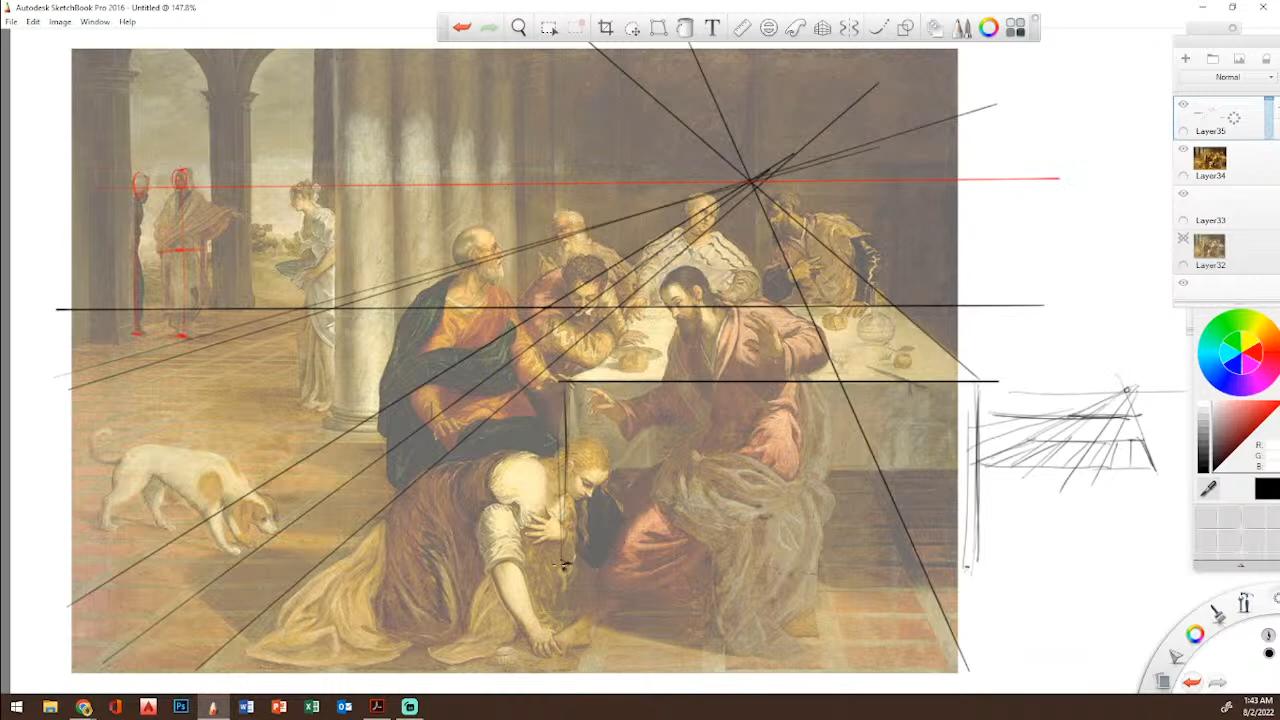 Autodesk SketchBook Pro 2016 - Untitled @ 147.8%
File Edit Image Window Help
T
Normal
Layer35
Layer34
Layer33
Layer32
R:
G:
B:
Ps
1:43 AM
8/2/2022